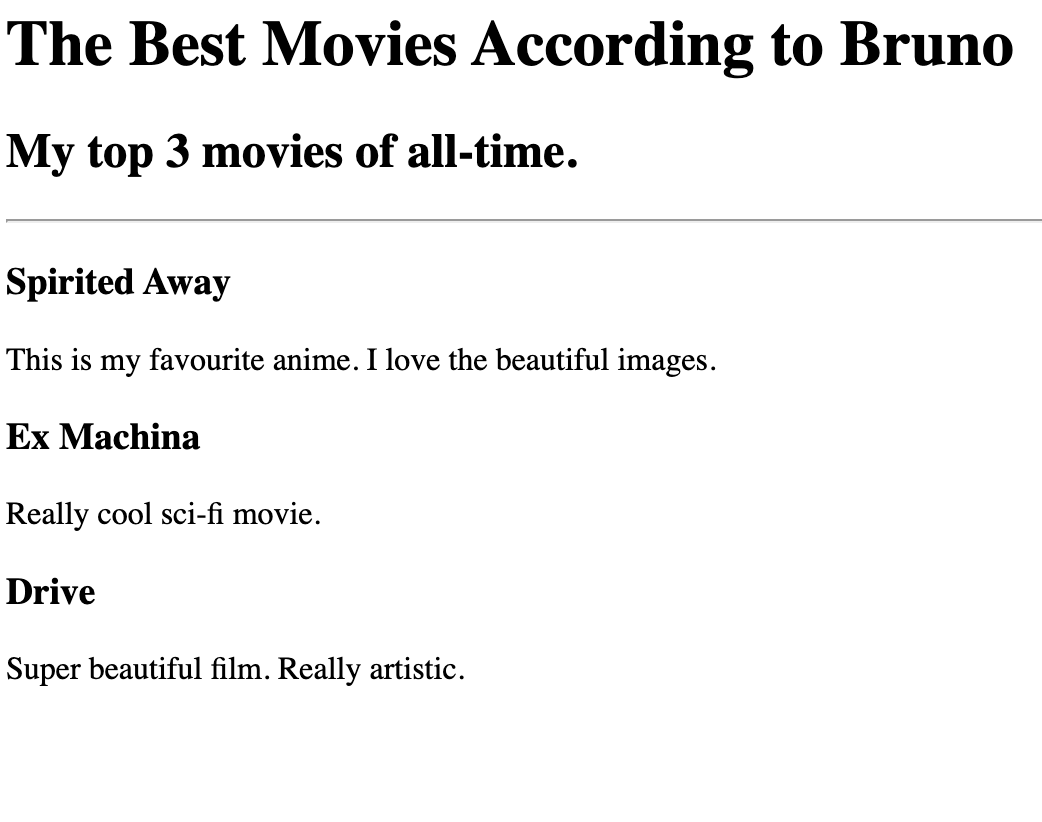 The Best Movies According to Bruno
My top 3 movies of all-time.
Spirited Away
This is my favourite anime. I love the beautiful images.
Ex Machina
Really cool sci-fi movie.
Drive
Super beautiful film. Really artistic.